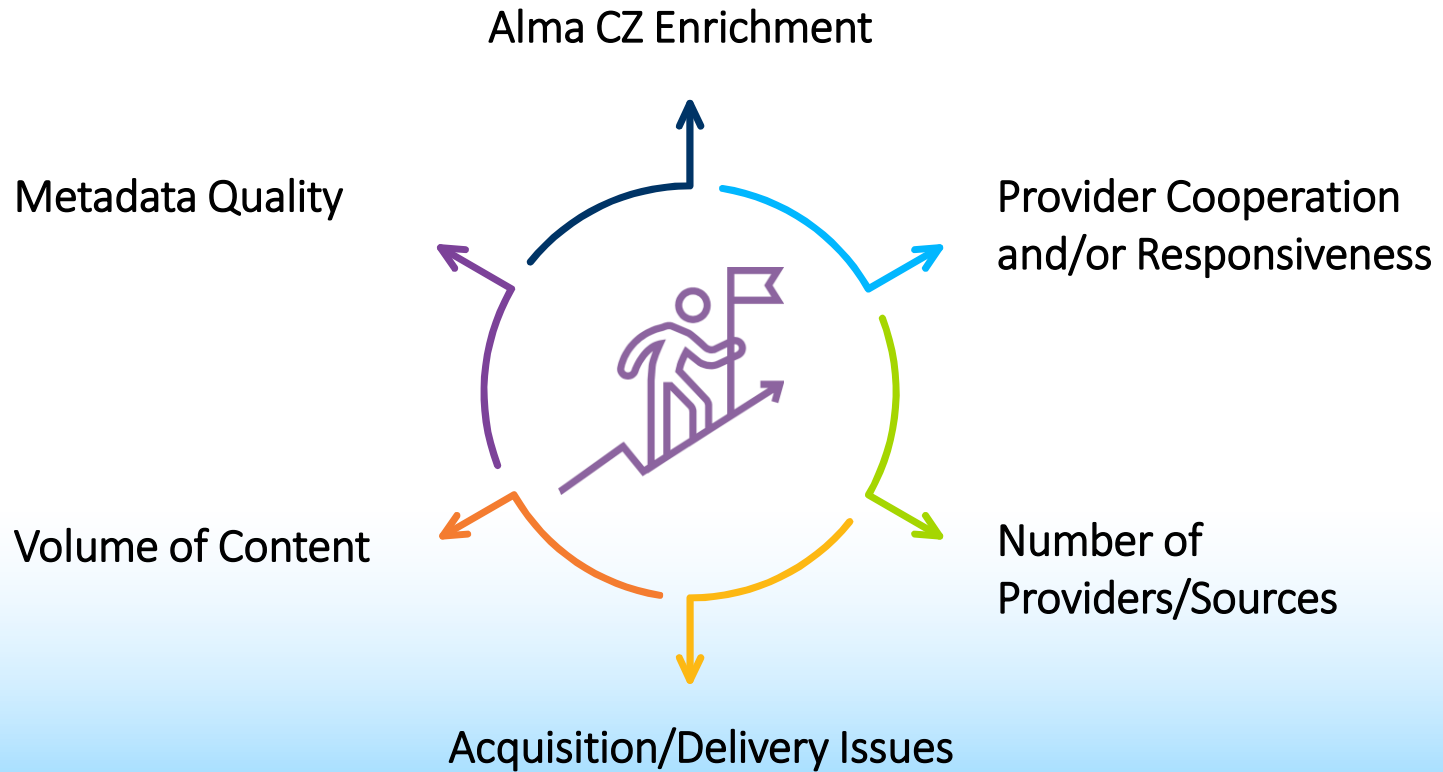 Alma CZ Enrichment
Metadata Quality
Provider Cooperation
and/or Responsiveness
Volume of Content
Number of
Providers/Sources
Acquisition/Delivery Issues